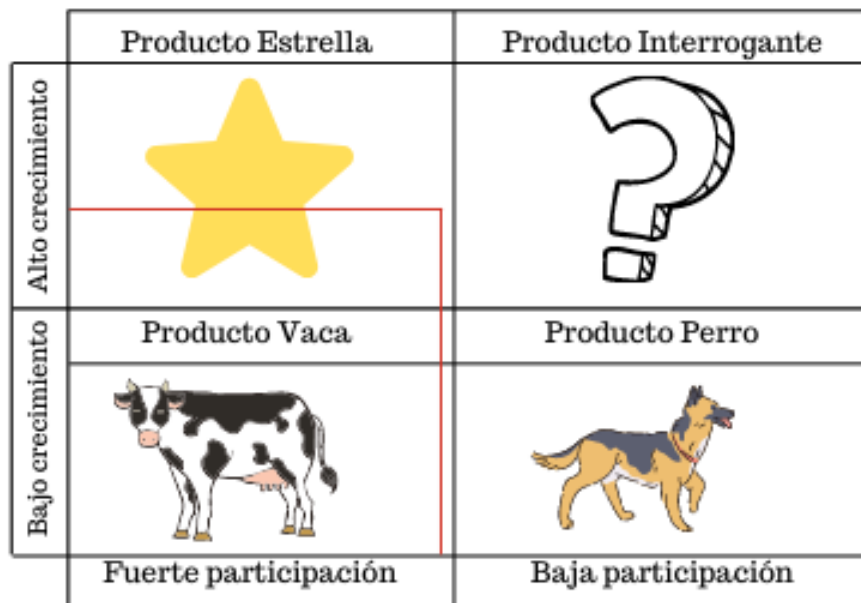 Producto Estrella
Producto Interrogante
Alto crecimiento
Producto Vaca
Producto Perro
Bajo crecimiento
Fuerte participación
Baja participación